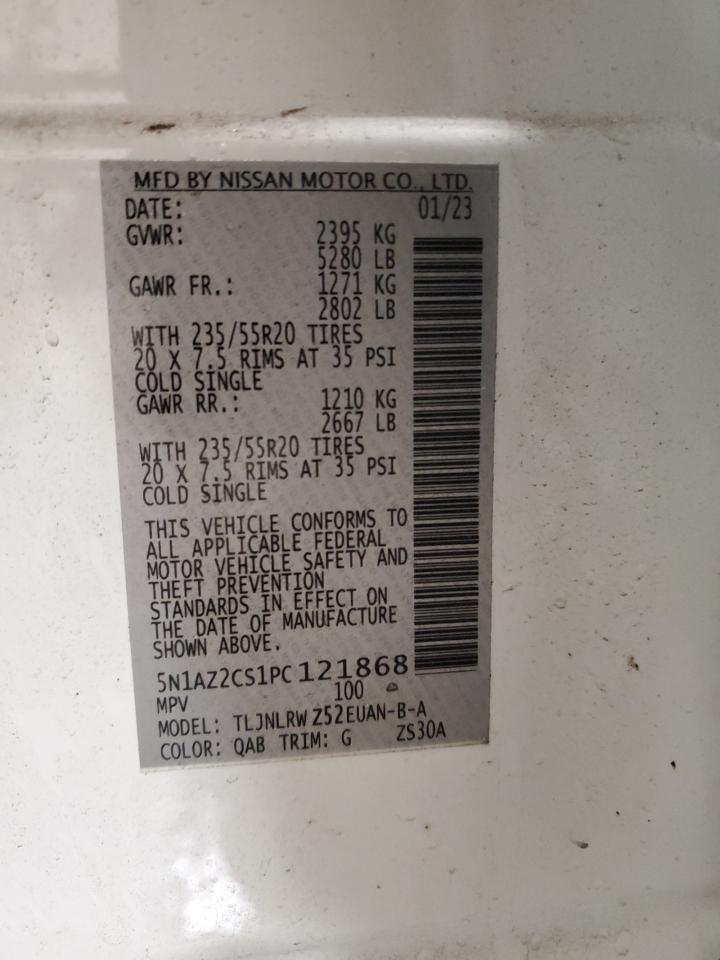 MFD BY NISSAN MOTOR CO., LTD.
DATE: 01/23
GVWR: 2395 KG
5280 LB
GAWR FR.: 1271 KG
2802 LB
WITH 235/55R20 TIRES
20 X 7.5 RIMS AT 35 PSI
COLD SINGLE
GAWR RR.: 1210 KG
2667 LB
WITH 235/55R20 TIRES
20 X 7.5 RIMS AT 35 PSI
COLD SINGLE
THIS VEHICLE CONFORMS TO
ALL APPLICABLE FEDERAL
MOTOR VEHICLE SAFETY AND
THEFT PREVENTION
STANDARDS IN EFFECT ON
THE DATE OF MANUFACTURE
SHOWN ABOVE.
5N1AZ2CS1PC121868
MPV 100
MODEL: TLJNLRWZ52EUAN-B-A
COLOR: QAB TRIM: G ZS30A